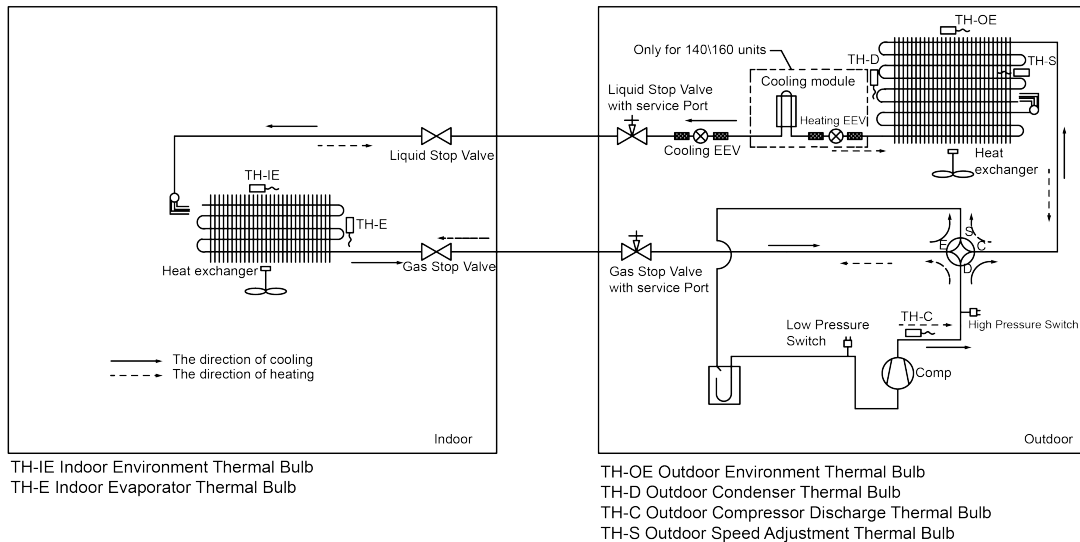 TH-OE
Only for 140\160 units
TH-D
TH-S
Cooling module
Liquid Stop Valve
with service Port
Heating EEV
Cooling EEV
Liquid Stop Valve
Heat
exchanger
TH-IE
TH-E
S
E
C
D
Heat exchanger
Gas Stop Valve
Gas Stop Valve
with service Port
TH-C
Low Pressure
Switch
High Pressure Switch
The direction of cooling
The direction of heating
Comp
Indoor
Outdoor
TH-IE Indoor Environment Thermal Bulb
TH-E Indoor Evaporator Thermal Bulb
TH-OE Outdoor Environment Thermal Bulb
TH-D Outdoor Condenser Thermal Bulb
TH-C Outdoor Compressor Discharge Thermal Bulb
TH-S Outdoor Speed Adjustment Thermal Bulb